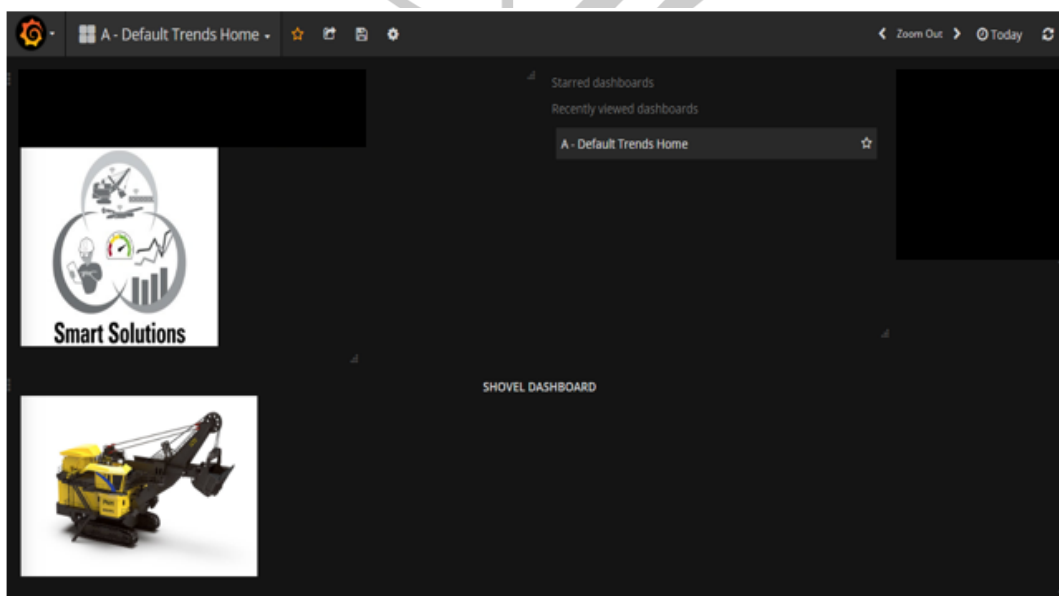 A - Default Trends Home
Zoom Out
Today
Starred dashboards
Recently viewed dashboards
A - Default Trends Home
Smart Solutions
SHOVEL DASHBOARD